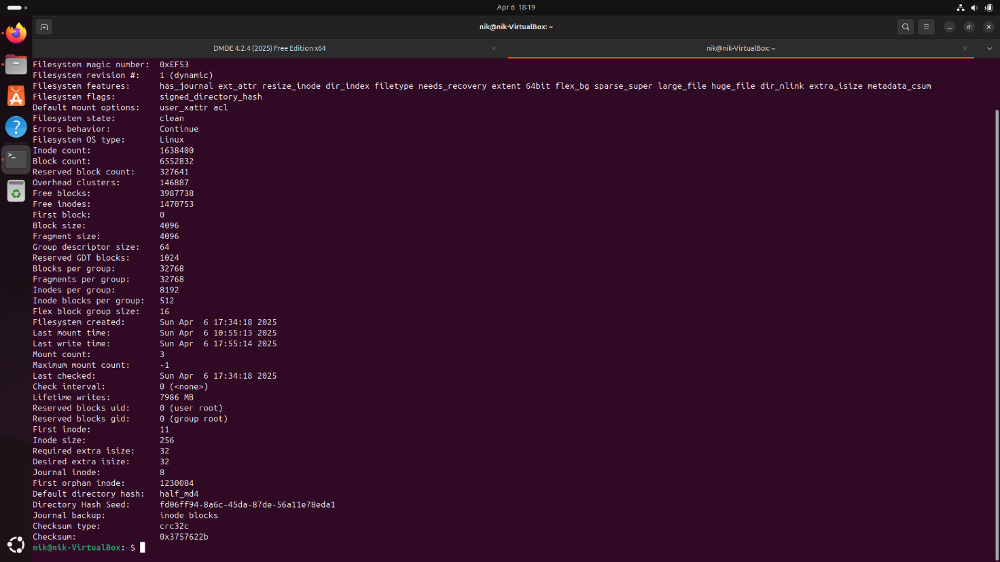 Apr 6 18:19
nik@nik-VirtualBox: ~
DMDE 4.2.4 (2025) Free Edition x64
nik@nik-VirtualBox: ~
Filesystem magic number:  0xEF53
Filesystem revision #:    1 (dynamic)
Filesystem features:      has_journal ext_attr resize_inode dir_index filetype needs_recovery extent 64bit flex_bg sparse_super large_file huge_file dir_nlink extra_isize metadata_csum
Filesystem flags:         signed_directory_hash
Default mount options:    user_xattr acl
Filesystem state:         clean
Errors behavior:          Continue
Filesystem OS type:       Linux
Inode count:              1638400
Block count:              6552832
Reserved block count:     327641
Overhead clusters:        146887
Free blocks:              3987738
Free inodes:              1470753
First block:              0
Block size:               4096
Fragment size:            4096
Group descriptor size:    64
Reserved GDT blocks:      1024
Blocks per group:         32768
Fragments per group:      32768
Inodes per group:         8192
Inode blocks per group:   512
Flex block group size:    16
Filesystem created:       Sun Apr  6 17:34:18 2025
Last mount time:          Sun Apr  6 10:55:13 2025
Last write time:          Sun Apr  6 17:55:14 2025
Mount count:              3
Maximum mount count:      -1
Last checked:             Sun Apr  6 17:34:18 2025
Check interval:           0 (<none>)
Lifetime writes:          7986 MB
Reserved blocks uid:      0 (user root)
Reserved blocks gid:      0 (group root)
First inode:              11
Inode size:               256
Required extra isize:     32
Desired extra isize:      32
Journal inode:            8
First orphan inode:       1230084
Default directory hash:   half_md4
Directory Hash Seed:      fd06ff94-8a6c-45da-87de-56a11e78eda1
Journal backup:           inode blocks
Checksum type:            crc32c
Checksum:                 0x3757622b
nik@nik-VirtualBox:~$